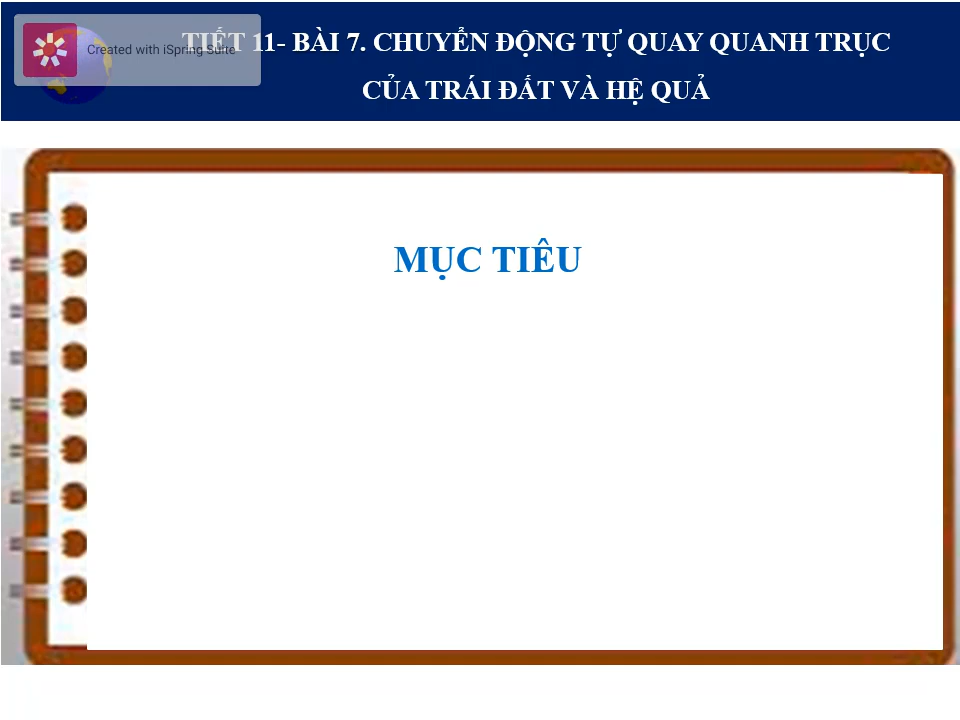 Created with iSpring Suite
TIẾT 11- BÀI 7. CHUYỂN ĐỘNG TỰ QUAY QUANH TRỤC
CỦA TRÁI ĐẤT VÀ HỆ QUẢ
MỤC TIÊU